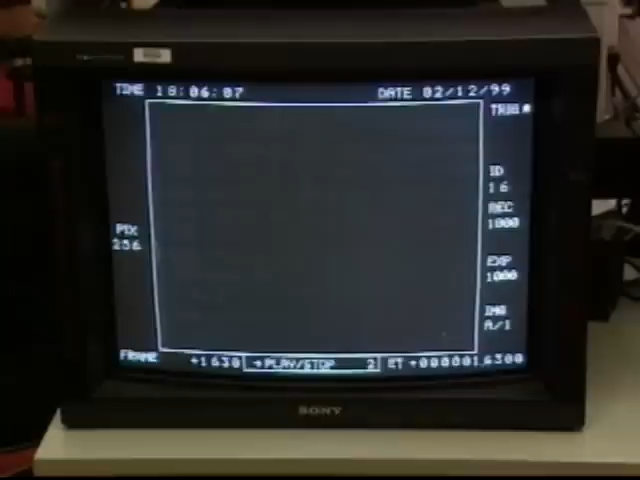 TIME 18:06:07 DATE 02/12/99
TRIG
ID
16
REC
1000
PIX
256
EXP
1000
IMG
A/1
FRAME +1630 →PLAY/STOP 2 ET +000001.6300
SONY